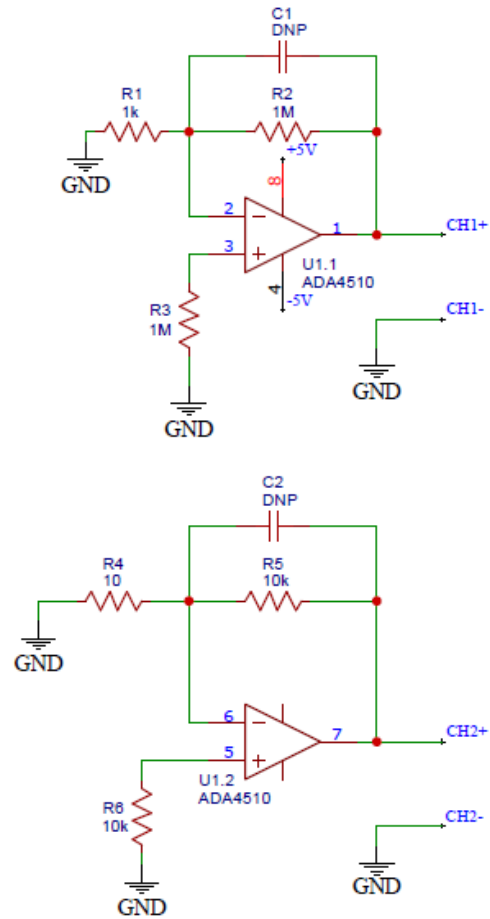 C1
DNP
R1
1k
R2
1M
+5V
8
GND
2
3
1
CH1+
U1.1
ADA4510
4
-5V
R3
1M
CH1-
GND
GND
C2
DNP
R4
10
R5
10k
GND
6
5
7
CH2+
U1.2
ADA4510
R6
10k
CH2-
GND
GND